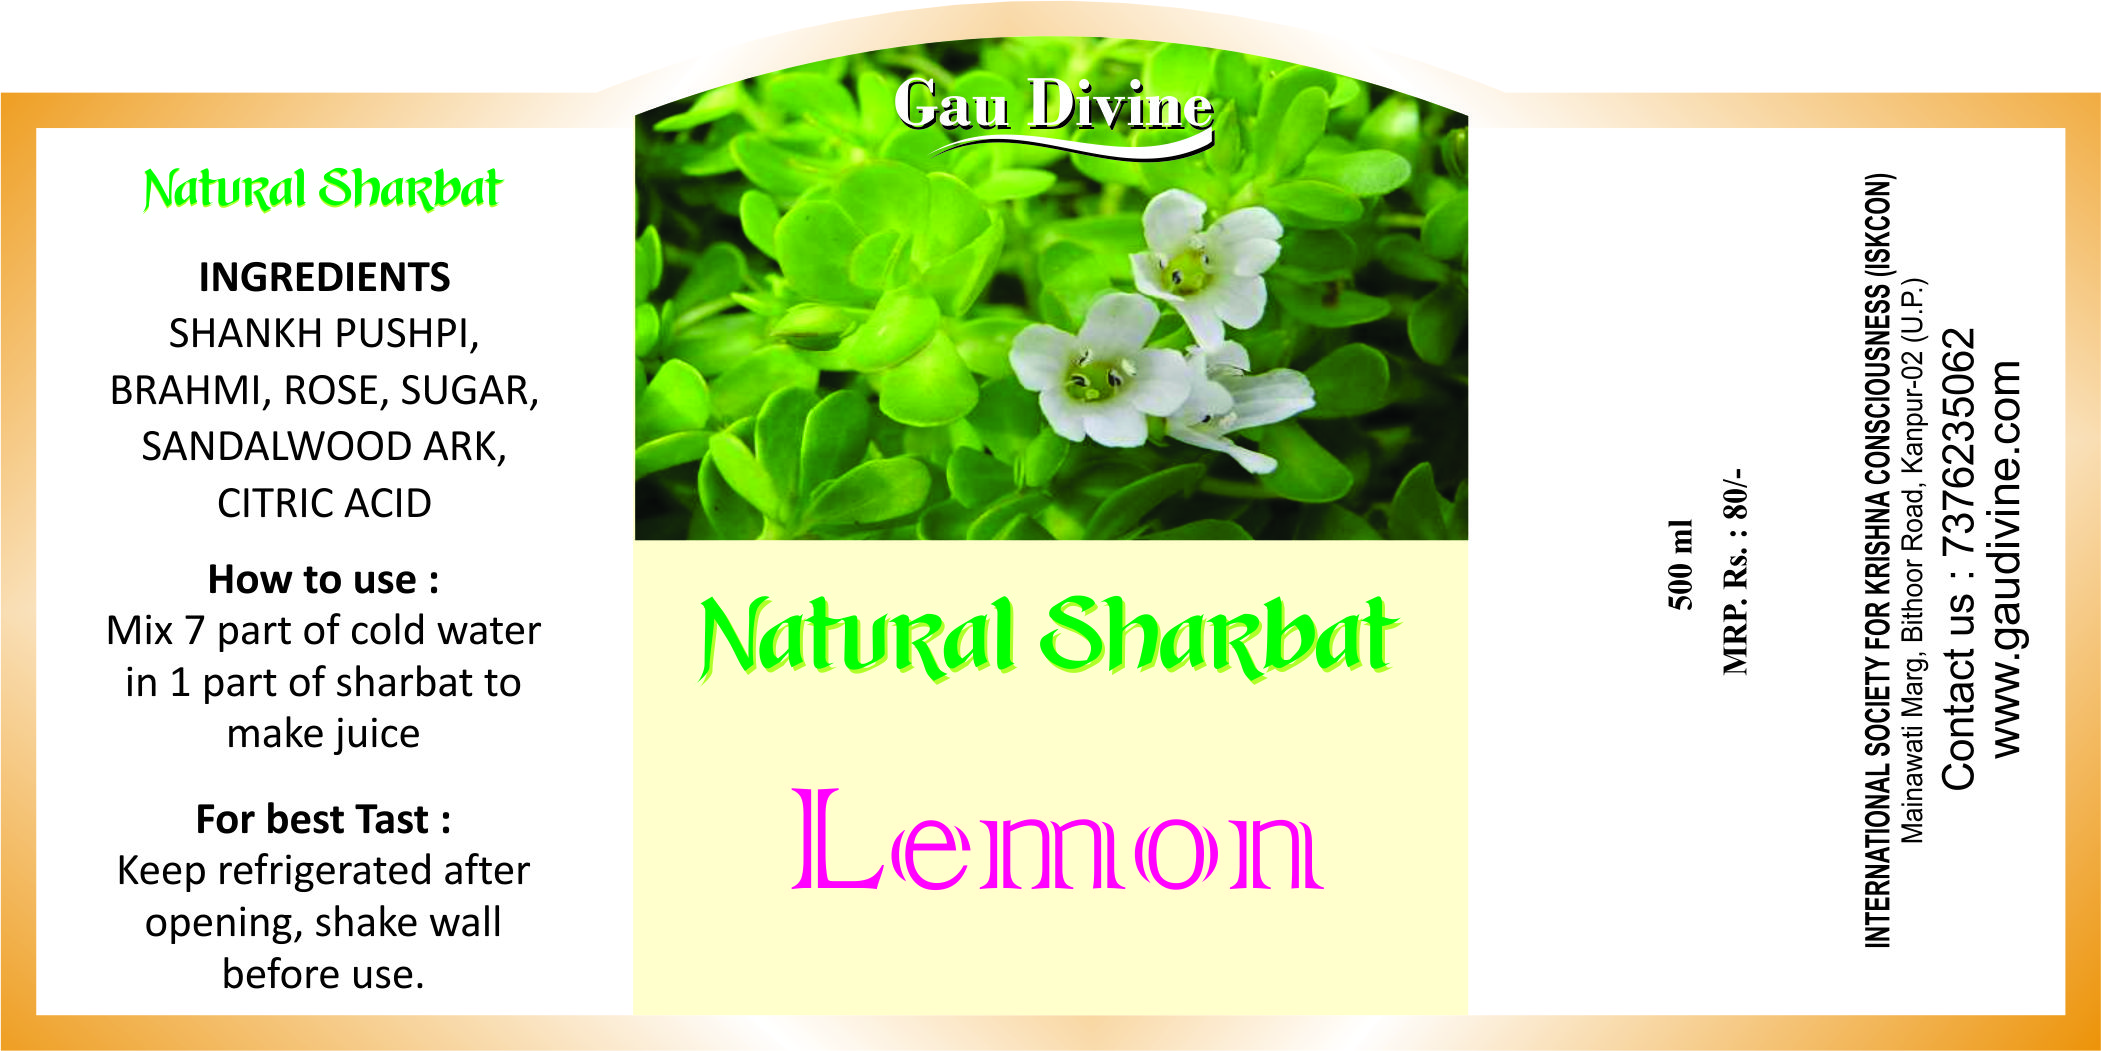 Natural Sharbat
INGREDIENTS
SHANKH PUSHPI,
BRAHMI, ROSE, SUGAR,
SANDALWOOD ARK,
CITRIC ACID
How to use :
Mix 7 part of cold water
in 1 part of sharbat to
make juice
For best Tast :
Keep refrigerated after
opening, shake wall
before use.
Gau Divine
Natural Sharbat
Lemon
500 ml
MRP. Rs. : 80/-
INTERNATIONAL SOCIETY FOR KRISHNA CONSCIOUSNESS (ISKCON)
Mainawati Marg, Bithoor Road, Kanpur-02 (U.P.)
Contact us : 7376235062
www.gaudivine.com